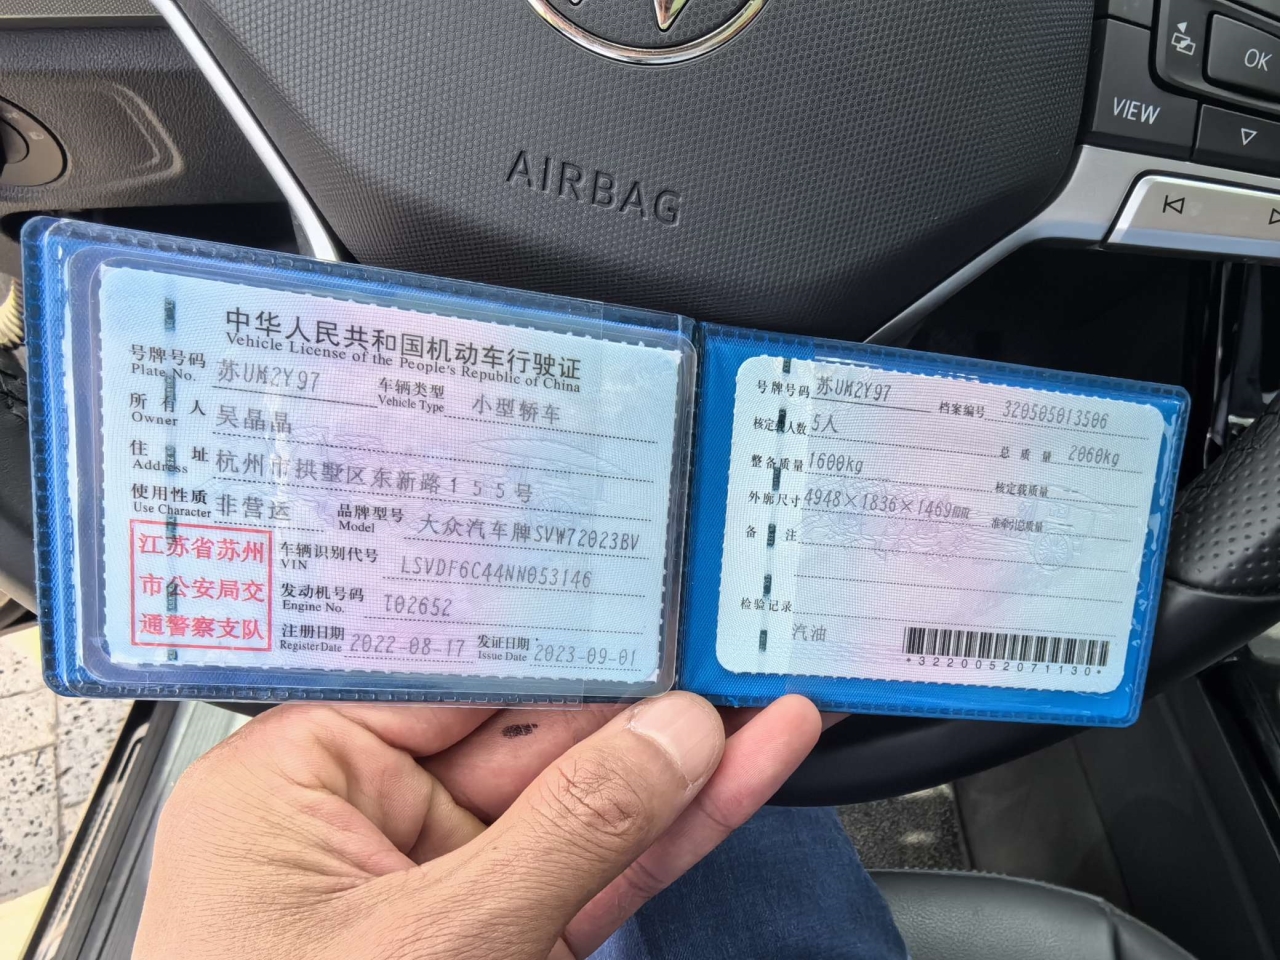 AIRBAG
VIEW
OK
中华人民共和国机动车行驶证
Vehicle License of the People's Republic of China
号牌号码 苏UM2Y97 车辆类型 小型轿车
Plate No. Vehicle Type
所有人 吴晶晶
Owner
住址 杭州市拱墅区东新路155号
Address
使用性质 非营运 品牌型号 大众汽车牌SVW72023BV
Use Character Model
江苏省苏州
市公安局交
通警察支队
车辆识别代号 LSVDF6C44NN053146
VIN
发动机号码 T02652
Engine No.
注册日期 2022-08-17 发证日期 2023-09-01
Register Date Issue Date
号牌号码 苏UM2Y97 档案编号 320505013506
核定载人数 5人 总质量 2060kg
整备质量 1600kg 核定载质量 --
外廓尺寸 4948×1836×1469mm 准牵引总质量
备注
检验记录
汽油
*3220052071130*